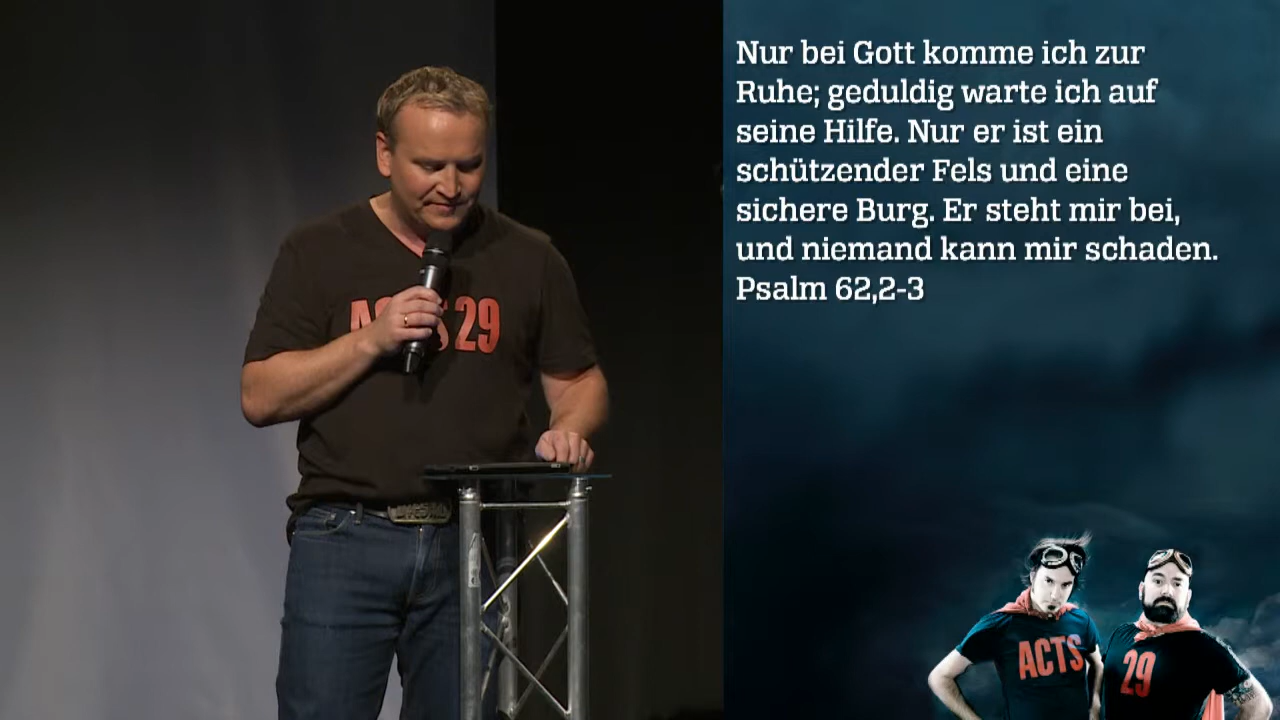 Nur bei Gott komme ich zur
Ruhe; geduldig warte ich auf
seine Hilfe. Nur er ist ein
schützender Fels und eine
sichere Burg. Er steht mir bei,
und niemand kann mir schaden.
Psalm 62,2-3
29
ACTS
29